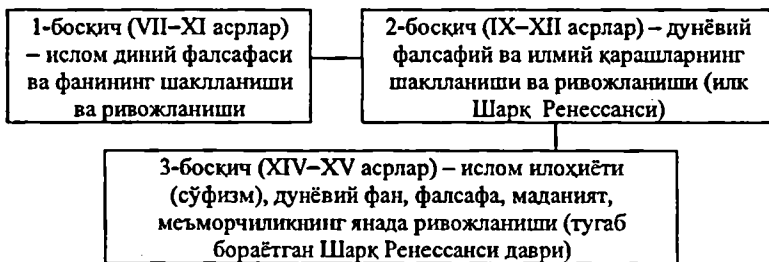 1-босқич (VII–XI асрлар)
– ислом диний фалсафаси
ва фанининг шаклланиши
ва ривожланиши
2-босқич (IX–XII асрлар) – дунёвий
фалсафий ва илмий қарашларнинг
шаклланиши ва ривожланиши (илк
Шарқ Ренессанси)
3-босқич (XIV–XV асрлар) – ислом илоҳиёти
(сўфизм), дунёвий фан, фалсафа, маданият,
меъморчиликнинг янада ривожланиши (тугаб
бораётган Шарқ Ренессанси даври)